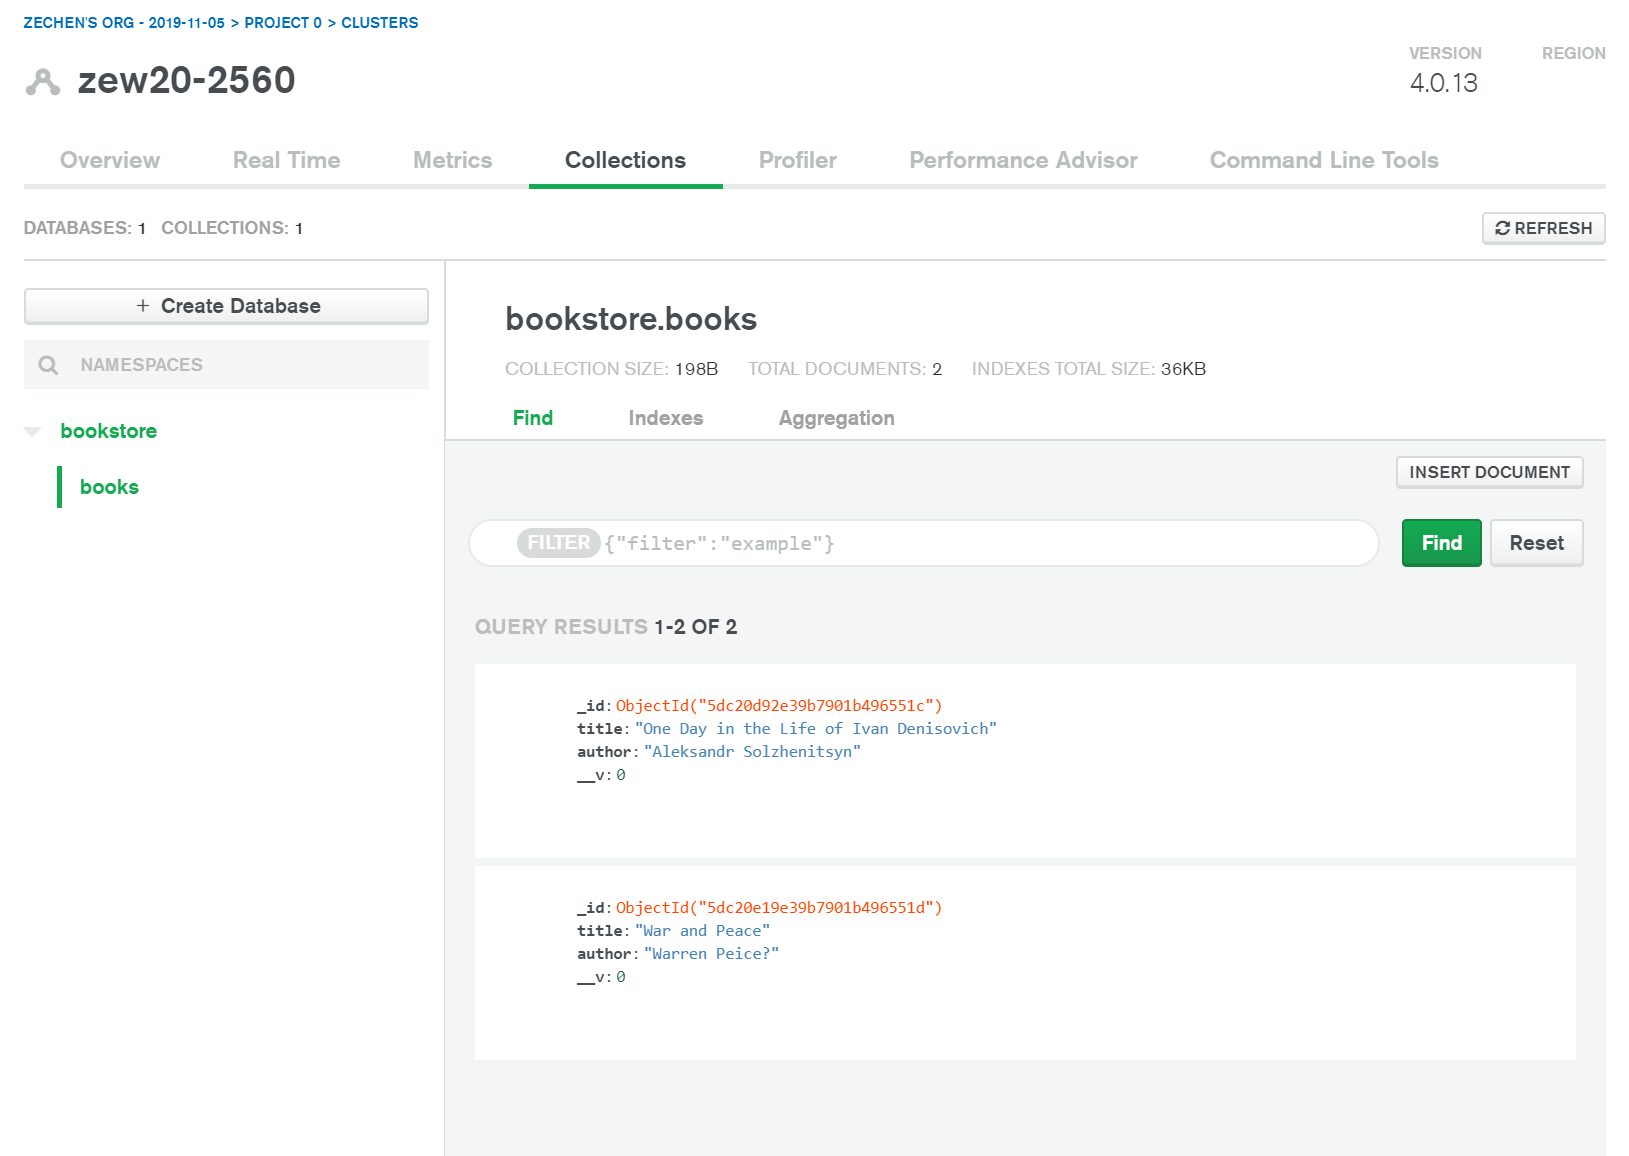 ZECHEN'S ORG - 2019-11-05 > PROJECT 0 > CLUSTERS
zew20-2560
VERSION REGION
4.0.13
Overview Real Time Metrics Collections Profiler Performance Advisor Command Line Tools
DATABASES: 1 COLLECTIONS: 1
REFRESH
+ Create Database
NAMESPACES
bookstore
books
bookstore.books
COLLECTION SIZE: 198B TOTAL DOCUMENTS: 2 INDEXES TOTAL SIZE: 36KB
Find Indexes Aggregation
INSERT DOCUMENT
FILTER {"filter":"example"}
Find Reset
QUERY RESULTS 1-2 OF 2
_id: ObjectId("5dc20d92e39b7901b496551c")
title: "One Day in the Life of Ivan Denisovich"
author: "Aleksandr Solzhenitsyn"
__v: 0
_id: ObjectId("5dc20e19e39b7901b496551d")
title: "War and Peace"
author: "Warren Peice?"
__v: 0